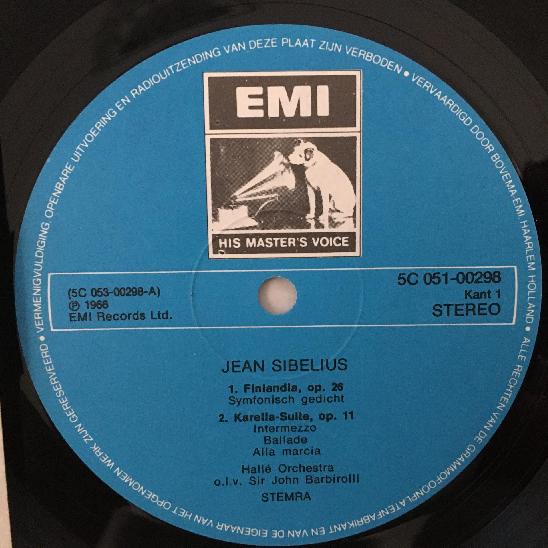 EMI
HIS MASTER'S VOICE
(5C 053-00298-A)
℗ 1966
EMI Records Ltd.
5C 051-00298
Kant 1
STEREO
JEAN SIBELIUS
1. Finlandia, op. 26
Symfonisch gedicht
2. Karelia-Suite, op. 11
Intermezzo
Ballade
Alla marcia
Hallé Orchestra
o.l.v. Sir John Barbirolli
STEMRA
VERVAARDIGD DOOR BOVEMA-EMI HAARLEM HOLLAND • ALLE RECHTEN VAN DE GRAMMOFOONPLATENFABRIKANT EN VAN DE EIGENAAR VAN HET OPGENOMEN WERK ZIJN GERESERVEERD • VERMENIGVULDIGING OPENBARE UITVOERING EN RADIOUITZENDING VAN DEZE PLAAT ZIJN VERBODEN •